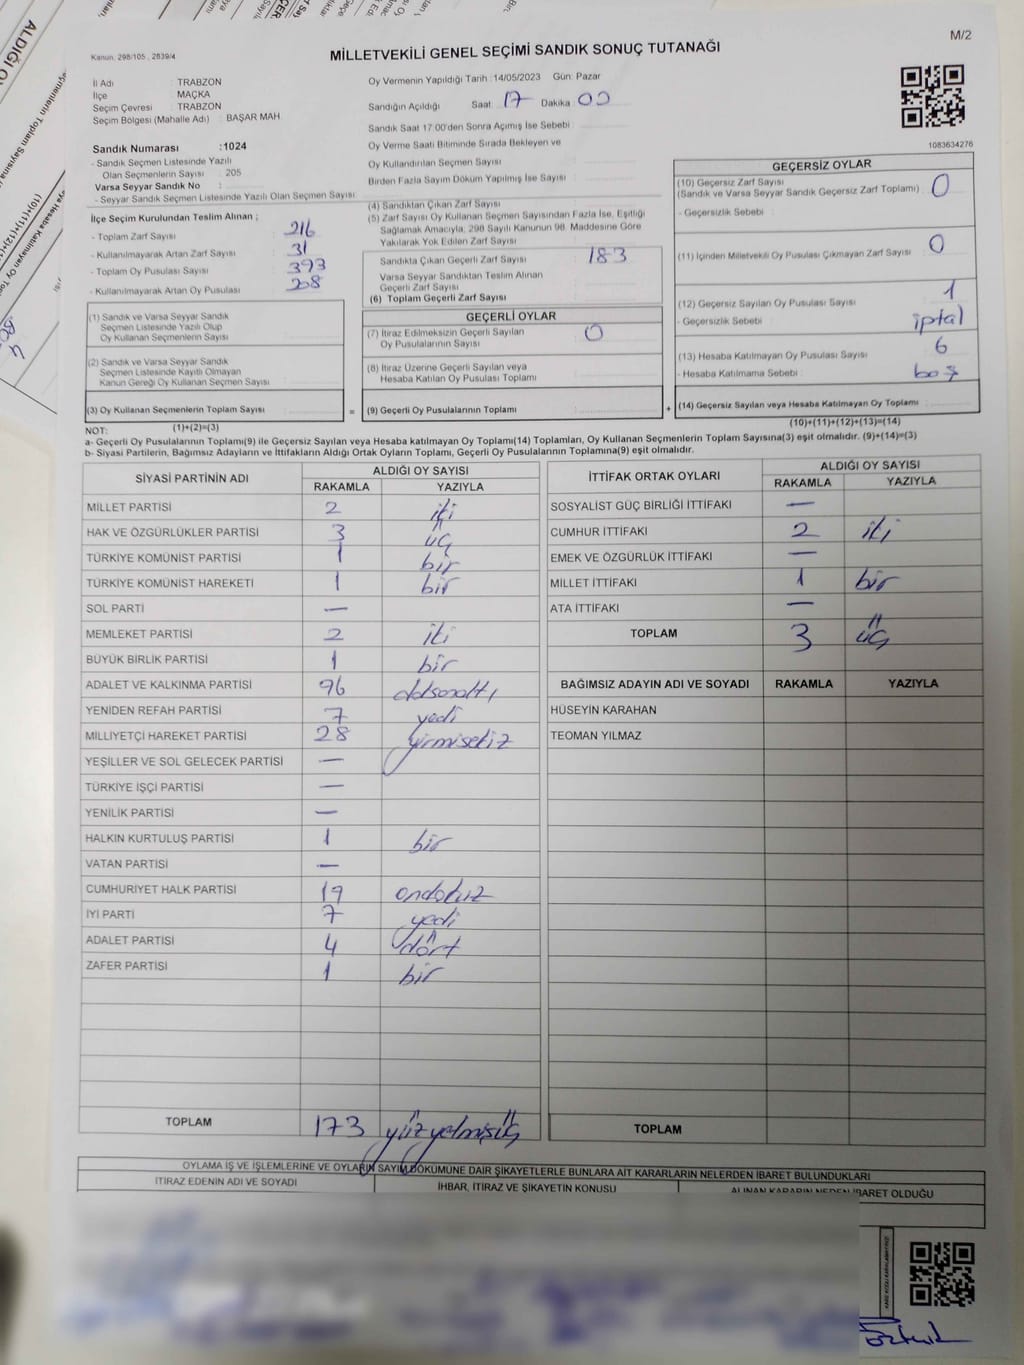 M/2
Kanun, 298/105 , 2839/4
MİLLETVEKİLİ GENEL SEÇİMİ SANDIK SONUÇ TUTANAĞI
İl Adı : TRABZON
İlçe : MAÇKA
Seçim Çevresi : TRABZON
Seçim Bölgesi (Mahalle Adı) : BAŞAR MAH
Sandık Numarası :1024
- Sandık Seçmen Listesinde Yazılı
Olan Seçmenlerin Sayısı : 205
Varsa Seyyar Sandık No :
- Seyyar Sandık Seçmen Listesinde Yazılı Olan Seçmen Sayısı
İlçe Seçim Kurulundan Teslim Alınan ;
- Toplam Zarf Sayısı : 216
- Kullanılmayarak Artan Zarf Sayısı : 31
- Toplam Oy Pusulası Sayısı : 393
- Kullanılmayarak Artan Oy Pusulası : 208
Oy Vermenin Yapıldığı Tarih :14/05/2023 Gün: Pazar
Sandığın Açıldığı Saat: 17 Dakika: 00
Sandık Saat 17:00'den Sonra Açımış İse Sebebi :
Oy Verme Saati Bitiminde Sırada Bekleyen ve
Oy Kullandırılan Seçmen Sayısı :
Birden Fazla Sayım Döküm Yapılmış İse Sayısı :
(4) Sandıktan Çıkan Zarf Sayısı :
(5) Zarf Sayısı Oy Kullanan Seçmen Sayısından Fazla İse, Eşitliği
Sağlamak Amacıyla, 298 Sayılı Kanunun 98. Maddesine Göre
Yakılarak Yok Edilen Zarf Sayısı :
Sandıkta Çıkan Geçerli Zarf Sayısı : 183
Varsa Seyyar Sandıktan Teslim Alınan
Geçerli Zarf Sayısı :
(6) Toplam Geçerli Zarf Sayısı :
1083634276
GEÇERSİZ OYLAR
(10) Geçersiz Zarf Sayısı : 0
(Sandık ve Varsa Seyyar Sandık Geçersiz Zarf Toplamı)
- Geçersizlik Sebebi :
(11) İçinden Milletvekili Oy Pusulası Çıkmayan Zarf Sayısı : 0
(12) Geçersiz Sayılan Oy Pusulası Sayısı : 1
- Geçersizlik Sebebi : iptal
(13) Hesaba Katılmayan Oy Pusulası Sayısı : 6
- Hesaba Katılmama Sebebi : boş
(14) Geçersiz Sayılan veya Hesaba Katılmayan Oy Toplamı :
(10)+(11)+(12)+(13)=(14)
(1) Sandık ve Varsa Seyyar Sandık
Seçmen Listesinde Yazılı Olup
Oy Kullanan Seçmenlerin Sayısı :
(2) Sandık ve Varsa Seyyar Sandık
Seçmen Listesinde Kayıtlı Olmayan
Kanun Gereği Oy Kullanan Seçmen Sayısı :
(3) Oy Kullanan Seçmenlerin Toplam Sayısı :
(1)+(2)=(3)
=
GEÇERLİ OYLAR
(7) İtiraz Edilmeksizin Geçerli Sayılan
Oy Pusulalarının Sayısı : 0
(8) İtiraz Üzerine Geçerli Sayılan veya
Hesaba Katılan Oy Pusulası Toplamı :
(9) Geçerli Oy Pusulalarının Toplamı :
+
NOT:
a- Geçerli Oy Pusulalarının Toplamı(9) ile Geçersiz Sayılan veya Hesaba katılmayan Oy Toplamı(14) Toplamları, Oy Kullanan Seçmenlerin Toplam Sayısına(3) eşit olmalıdır. (9)+(14)=(3)
b- Siyasi Partilerin, Bağımsız Adayların ve İttifakların Aldığı Ortak Oyların Toplamı, Geçerli Oy Pusulalarının Toplamına(9) eşit olmalıdır.
SİYASİ PARTİNİN ADI
ALDIĞI OY SAYISI
RAKAMLA YAZIYLA
MİLLET PARTİSİ 2 iki
HAK VE ÖZGÜRLÜKLER PARTİSİ 3 üç
TÜRKİYE KOMÜNİST PARTİSİ 1 bir
TÜRKİYE KOMÜNİST HAREKETİ 1 bir
SOL PARTİ —
MEMLEKET PARTİSİ 2 iki
BÜYÜK BİRLİK PARTİSİ 1 bir
ADALET VE KALKINMA PARTİSİ 96
YENİDEN REFAH PARTİSİ 7 yedi
MİLLİYETÇİ HAREKET PARTİSİ 28 yirmisekiz
YEŞİLLER VE SOL GELECEK PARTİSİ —
TÜRKİYE İŞÇİ PARTİSİ —
YENİLİK PARTİSİ —
HALKIN KURTULUŞ PARTİSİ 1 bir
VATAN PARTİSİ —
CUMHURİYET HALK PARTİSİ 19 ondokuz
İYİ PARTİ 7 yedi
ADALET PARTİSİ 4 dört
ZAFER PARTİSİ 1 bir
TOPLAM 173 yüzyetmişüç
İTTİFAK ORTAK OYLARI
ALDIĞI OY SAYISI
RAKAMLA YAZIYLA
SOSYALİST GÜÇ BİRLİĞİ İTTİFAKI —
CUMHUR İTTİFAKI 2 iki
EMEK VE ÖZGÜRLÜK İTTİFAKI —
MİLLET İTTİFAKI 1 bir
ATA İTTİFAKI —
TOPLAM 3 üç
BAĞIMSIZ ADAYIN ADI VE SOYADI RAKAMLA YAZIYLA
HÜSEYİN KARAHAN
TEOMAN YILMAZ
TOPLAM
OYLAMA İŞ VE İŞLEMLERİNE VE OYLARIN SAYIM DÖKÜMÜNE DAİR ŞİKAYETLERLE BUNLARA AİT KARARLARIN NELERDEN İBARET BULUNDUKLARI
İTİRAZ EDENİN ADI VE SOYADI
İHBAR, İTİRAZ VE ŞİKAYETİN KONUSU
ALINAN KARARIN NEDEN İBARET OLDUĞU